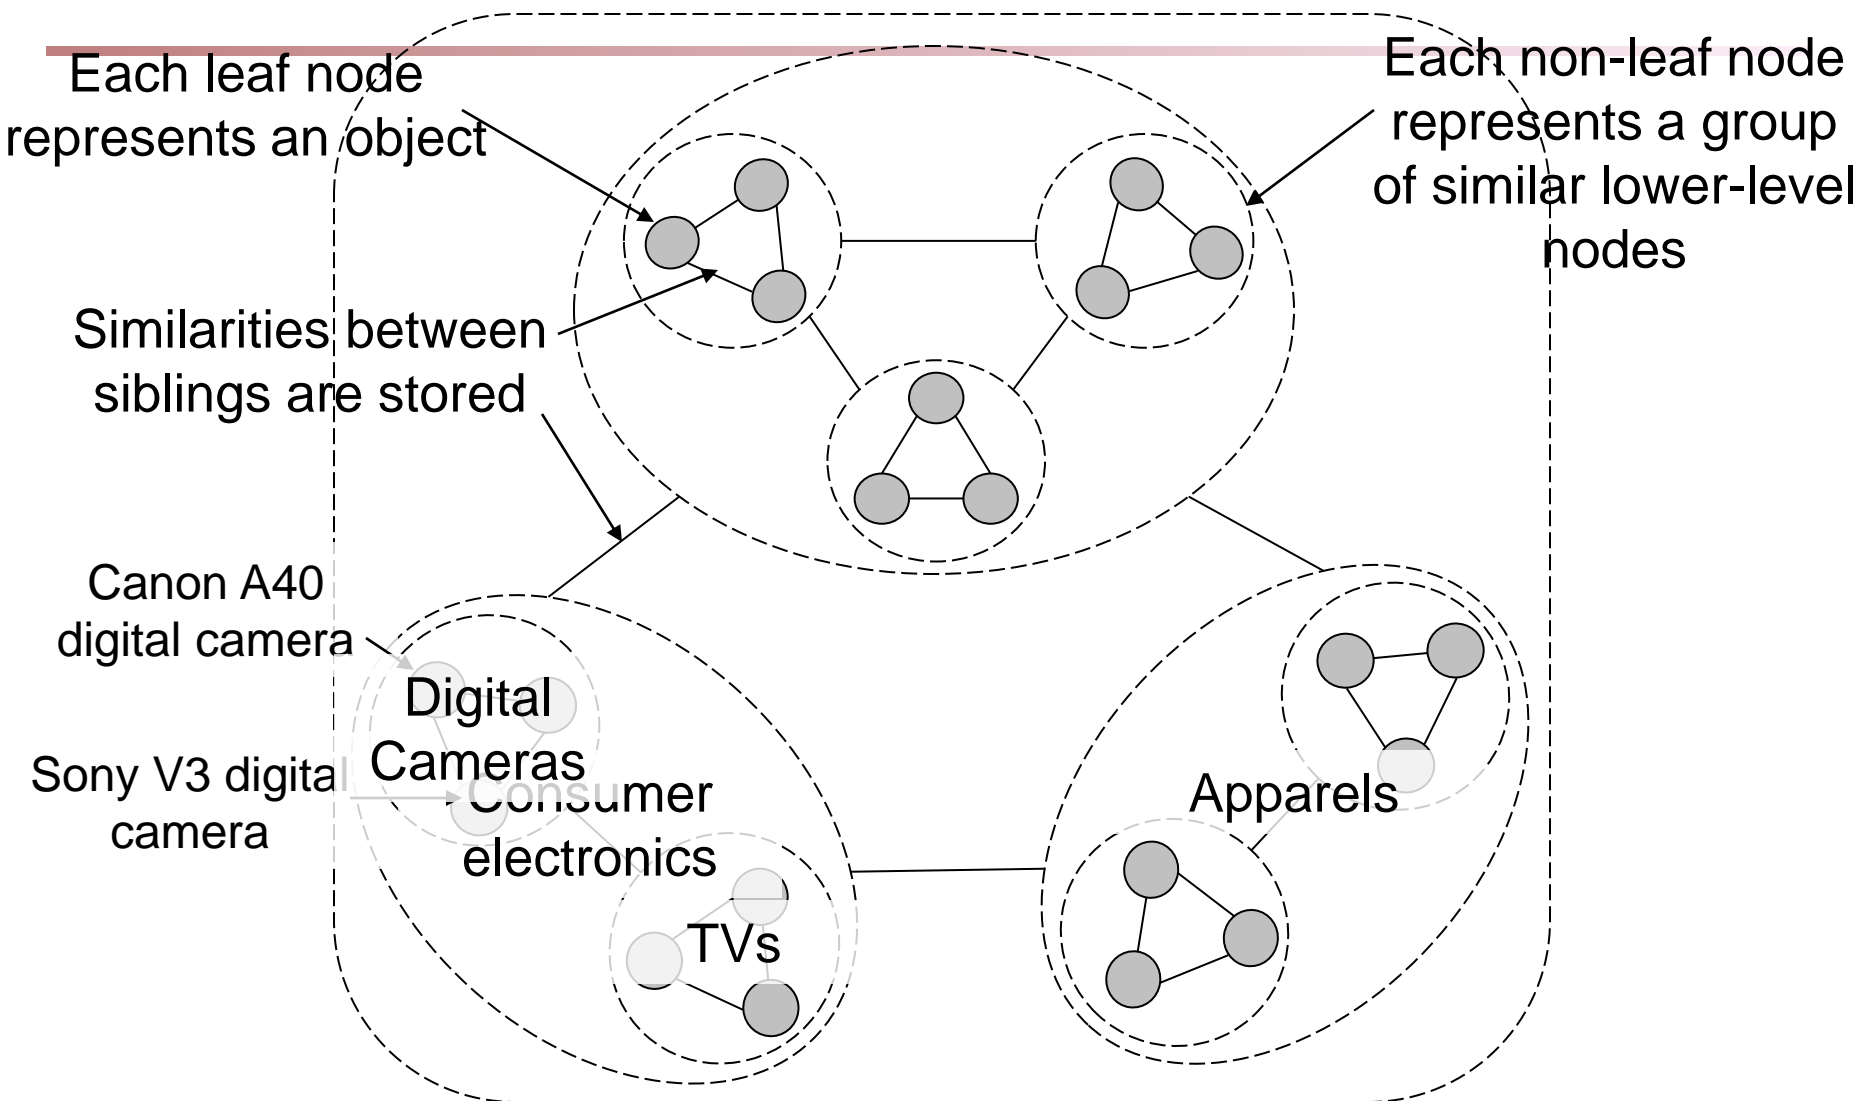 Each leaf node
represents an object
Each non-leaf node
represents a group
of similar lower-level
nodes
Similarities between
siblings are stored
Canon A40
digital camera
Digital
Cameras
Sony V3 digital
camera
Consumer
electronics
Apparels
TVs